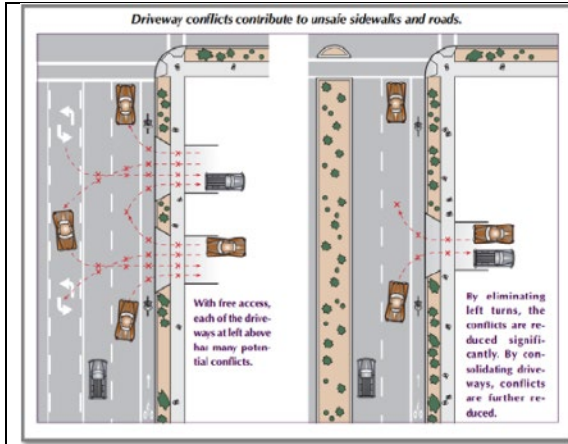 Driveway conflicts contribute to unsafe sidewalks and roads.
With free access,
each of the drive-
ways at left above
has many poten-
tial conflicts.
By eliminating
left turns, the
conflicts are re-
duced signifi-
cantly. By con-
solidating drive-
ways, conflicts
are further re-
duced.